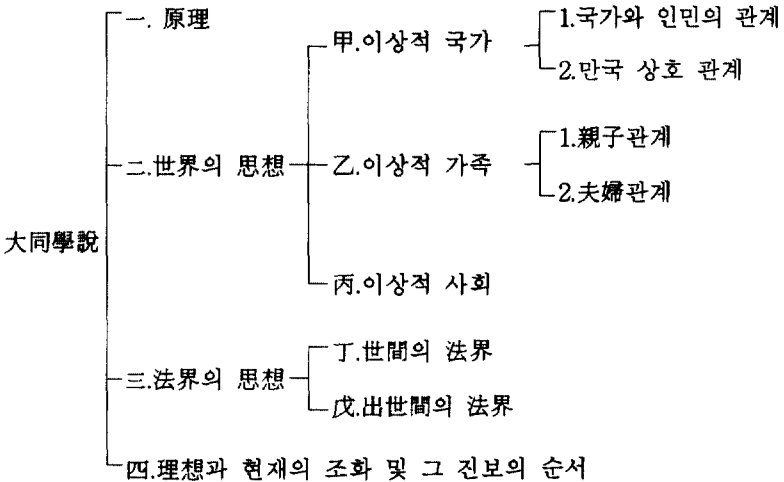 一. 原理
1.국가와 인민의 관계
甲.이상적 국가
2.만국 상호 관계
1.親子관계
二.世界의 思想
乙.이상적 가족
2.夫婦관계
大同學說
丙.이상적 사회
丁.世間의 法界
三.法界의 思想
戊.出世間의 法界
四.理想과 현재의 조화 및 그 진보의 순서